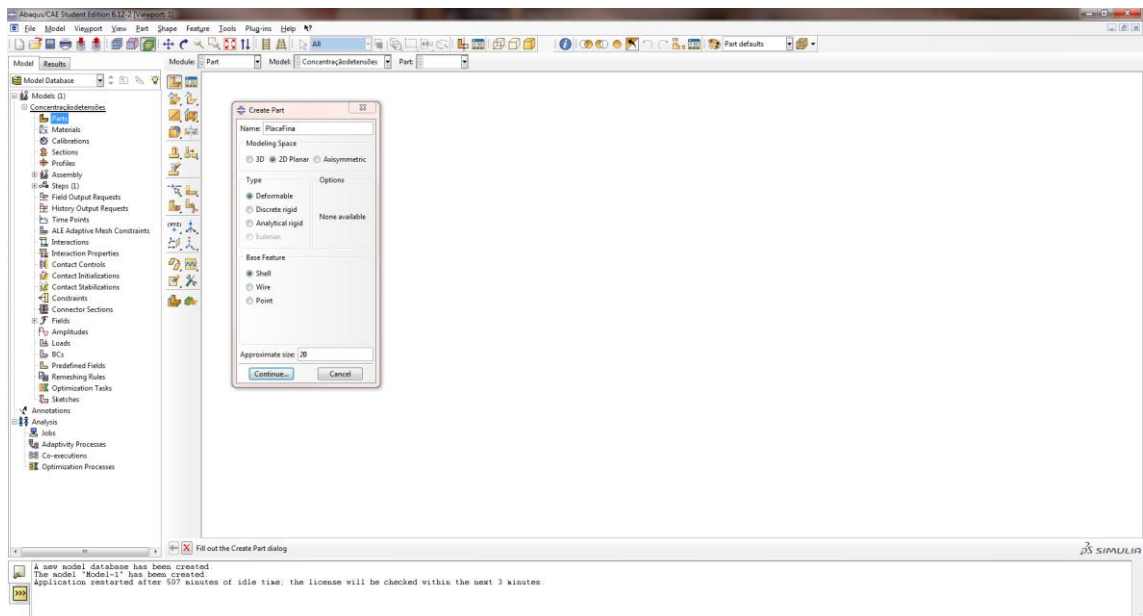 Abaqus/CAE Student Edition 6.12-2 [Viewport: 1]
File Model Viewport View Part Shape Feature Tools Plug-ins Help
All
Part defaults
Model Results
Module: Part Model: Concentraçãodetensões Part:
Model Database
Models (1)
Concentraçãodetensões
Parts
Materials
Calibrations
Sections
Profiles
Assembly
Steps (1)
Field Output Requests
History Output Requests
Time Points
ALE Adaptive Mesh Constraints
Interactions
Interaction Properties
Contact Controls
Contact Initializations
Contact Stabilizations
Constraints
Connector Sections
Fields
Amplitudes
Loads
BCs
Predefined Fields
Remeshing Rules
Optimization Tasks
Sketches
Annotations
Analysis
Jobs
Adaptivity Processes
Co-executions
Optimization Processes
Create Part
Name: PlacaFina
Modeling Space
3D 2D Planar Axisymmetric
Type
Deformable
Discrete rigid
Analytical rigid
Eulerian
Options
None available
Base Feature
Shell
Wire
Point
Approximate size: 20
Continue... Cancel
Fill out the Create Part dialog
SIMULIA
A new model database has been created.
The model "Model-1" has been created.
Application restarted after 507 minutes of idle time; the license will be checked within the next 3 minutes.
>>>